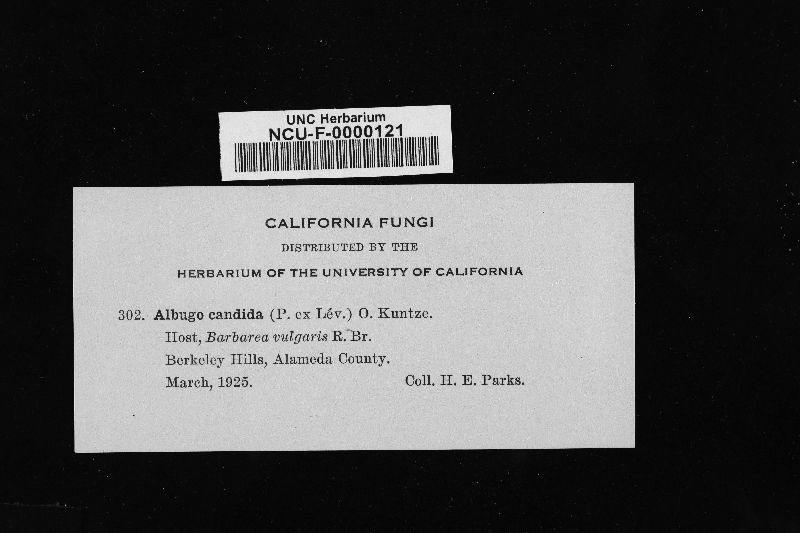 UNC Herbarium
NCU-F-0000121
CALIFORNIA FUNGI
DISTRIBUTED BY THE
HERBARIUM OF THE UNIVERSITY OF CALIFORNIA
302. Albugo candida (P. ex Lév.) O. Kuntze.
Host, Barbarea vulgaris R. Br.
Berkeley Hills, Alameda County.
March, 1925. Coll. H. E. Parks.